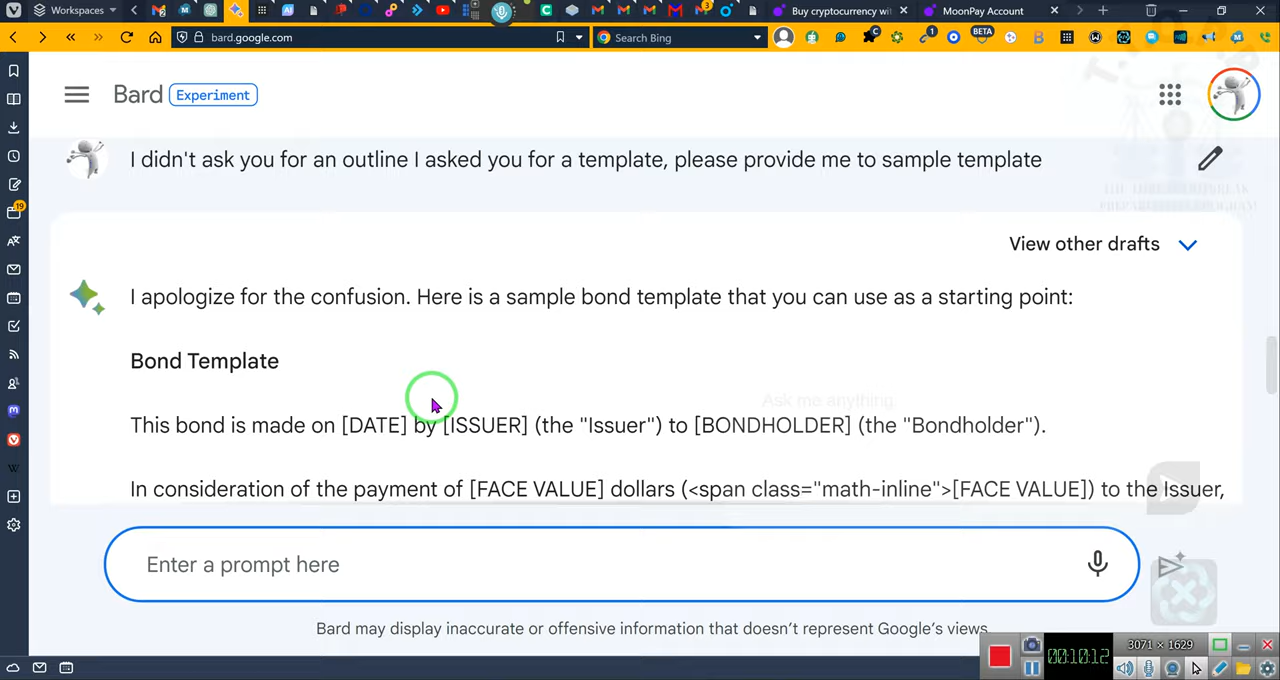 Workspaces
Buy cryptocurrency wi
MoonPay Account
bard.google.com
Search Bing
BETA
Bard Experiment
I didn't ask you for an outline I asked you for a template, please provide me to sample template
View other drafts
I apologize for the confusion. Here is a sample bond template that you can use as a starting point:
Bond Template
Ask me anything
This bond is made on [DATE] by [ISSUER] (the "Issuer") to [BONDHOLDER] (the "Bondholder").
In consideration of the payment of [FACE VALUE] dollars (<span class="math-inline">[FACE VALUE]) to the Issuer,
Enter a prompt here
Bard may display inaccurate or offensive information that doesn't represent Google's views.
3071 × 1629
00:10:12